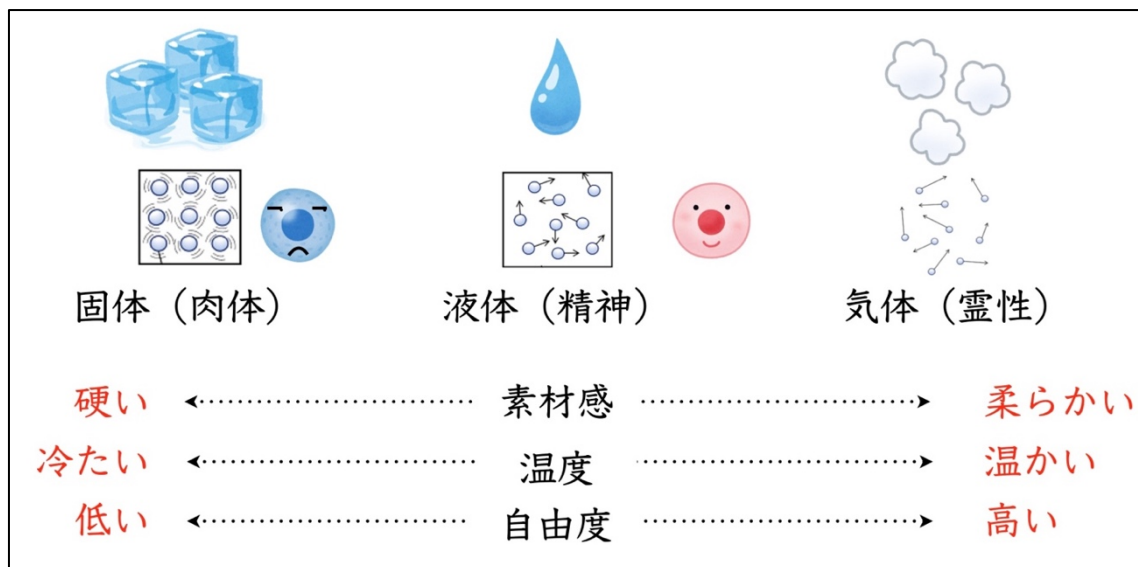 固体（肉体） 液体（精神） 気体（霊性）
硬い 素材感 柔らかい
冷たい 温度 温かい
低い 自由度 高い